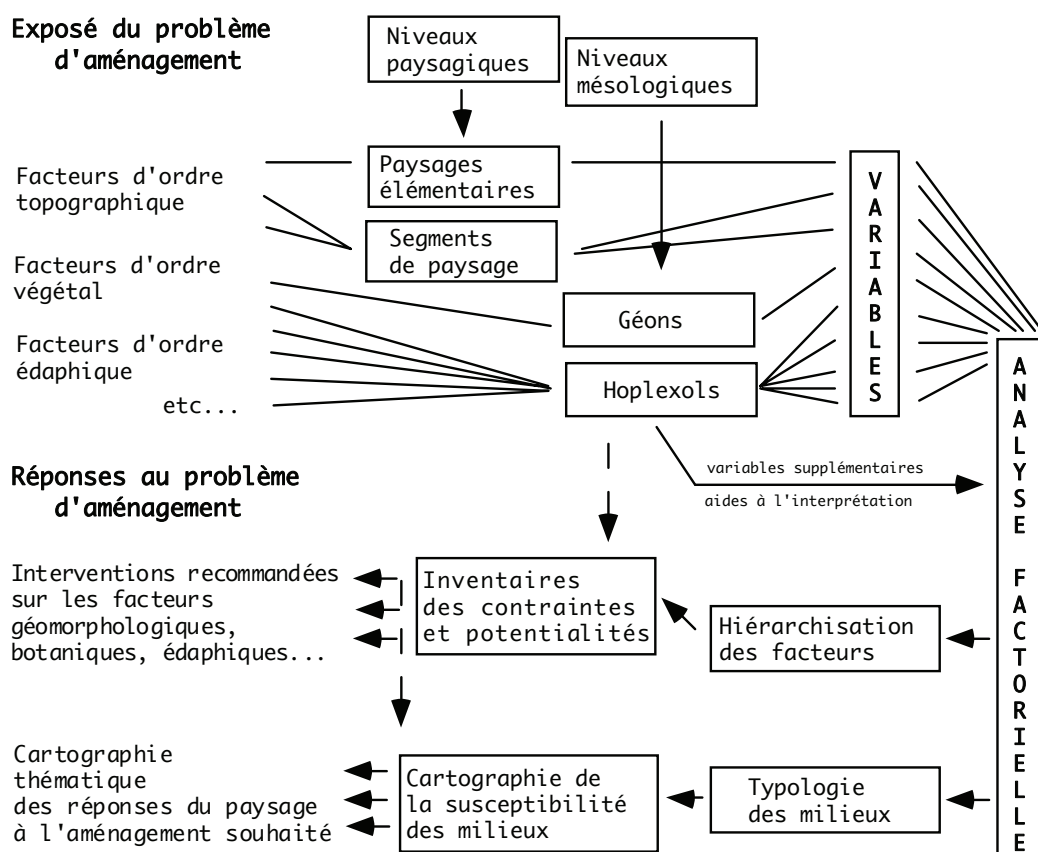 Exposé du problème
d'aménagement
Niveaux
paysagiques
Niveaux
mésologiques
Facteurs d'ordre
topographique
Paysages
élémentaires
Segments
de paysage
Facteurs d'ordre
végétal
Géons
Facteurs d'ordre
édaphique
Hoplexols
etc...
VARIABLES
ANALYSE FACTORIELLE
variables supplémentaires
aides à l'interprétation
Réponses au problème
d'aménagement
Interventions recommandées
sur les facteurs
géomorphologiques,
botaniques, édaphiques...
Inventaires
des contraintes
et potentialités
Hiérarchisation
des facteurs
Cartographie
thématique
des réponses du paysage
à l'aménagement souhaité
Cartographie de
la susceptibilité
des milieux
Typologie
des milieux